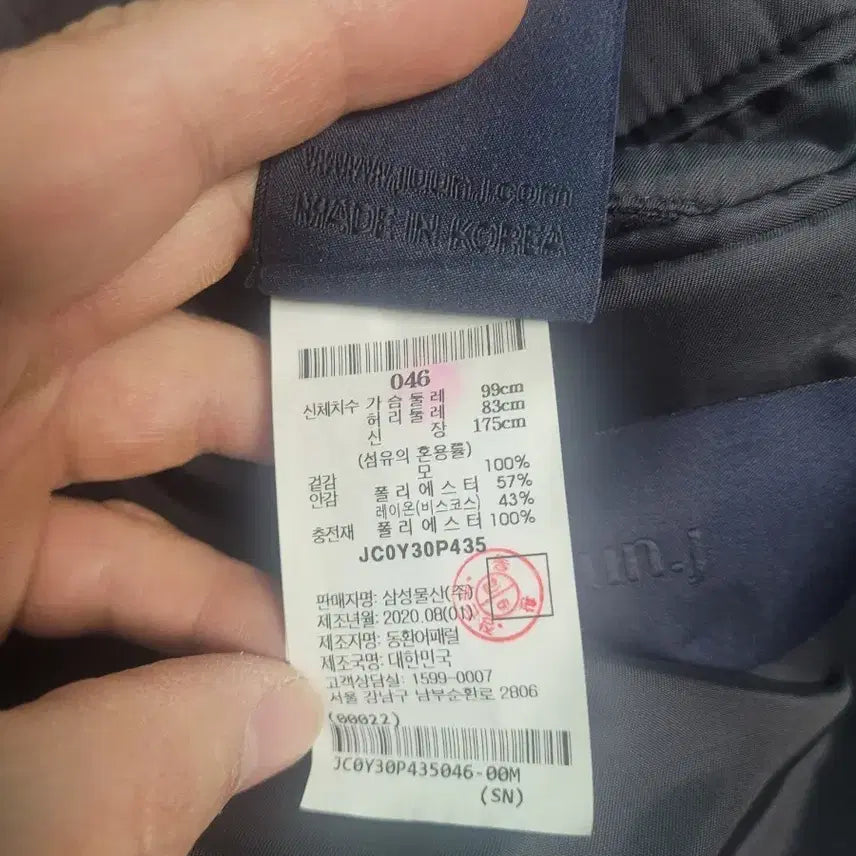 www.juunj.com
MADE IN KOREA
046
신체치수 가슴둘레 99cm
허리둘레 83cm
신장 175cm
(섬유의 혼용률)
겉감 모 100%
안감 폴리에스터 57%
레이온(비스코스) 43%
충전재 폴리에스터 100%
JC0Y30P435
판매자명: 삼성물산(주)
제조년월: 2020.08(01)
제조자명: 동환어패럴
제조국명: 대한민국
고객상담실: 1599-0007
서울 강남구 남부순환로 2806
(00022)
JC0Y30P435046-00M
(SN)
un.j